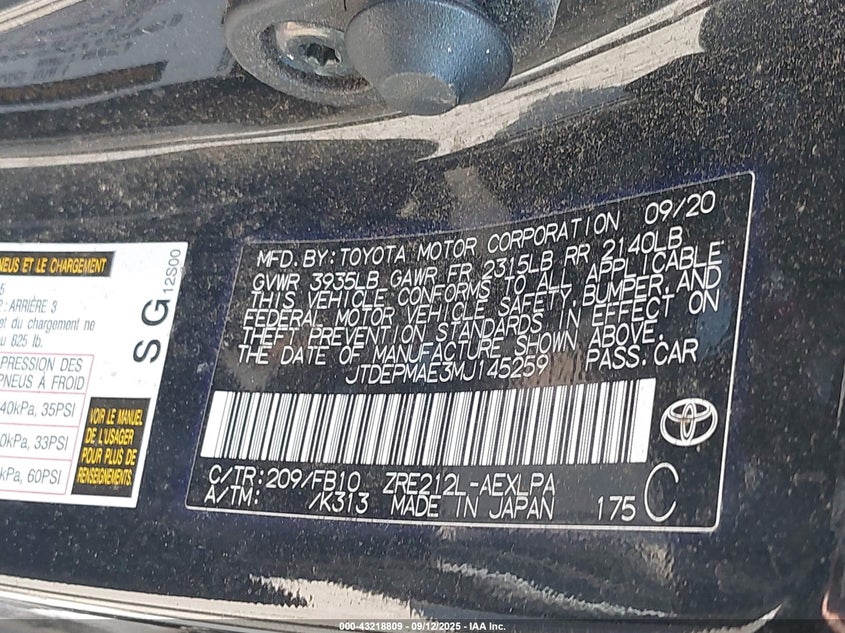 NEUS ET LE CHARGEMENT
5
: ARRIÈRE 3
et du chargement ne
u 825 lb.
PRESSION DES
PNEUS À FROID
40kPa, 35PSI
0kPa, 33PSI
kPa, 60PSI
VOIR LE MANUEL
DE L'USAGER
POUR PLUS DE
RENSEIGNEMENTS
SG
12S00
MFD. BY: TOYOTA MOTOR CORPORATION 09/20
GVWR 3935LB GAWR FR 2315LB RR 2140LB
THIS VEHICLE CONFORMS TO ALL APPLICABLE
FEDERAL MOTOR VEHICLE SAFETY, BUMPER, AND
THEFT PREVENTION STANDARDS IN EFFECT ON
THE DATE OF MANUFACTURE SHOWN ABOVE.
JTDEPMAE3MJ145259 PASS. CAR
C/TR: 209/FB10 ZRE212L-AEXLPA
A/TM: /K313 MADE IN JAPAN 175 C
000-43218809 - 09/12/2025 - IAA Inc.